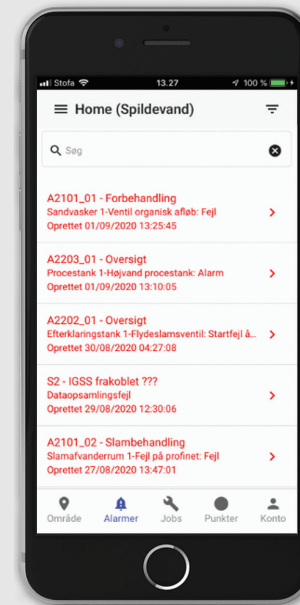 Stofa 13.27 100 %
Home (Spildevand)
Søg
A2101_01 - Forbehandling
Sandvasker 1-Ventil organisk afløb: Fejl
Oprettet 01/09/2020 13:25:45
A2203_01 - Oversigt
Procestank 1-Højvand procestank: Alarm
Oprettet 01/09/2020 13:10:05
A2202_01 - Oversigt
Efterklaringstank 1-Flydeslamsventil: Startfejl å...
Oprettet 30/08/2020 04:27:08
S2 - IGSS frakoblet ???
Dataopsamlingsfejl
Oprettet 29/08/2020 12:30:06
A2101_02 - Slambehandling
Slamafvanderrum 1-Fejl på profinet: Fejl
Oprettet 27/08/2020 13:47:01
Område Alarmer Jobs Punkter Konto